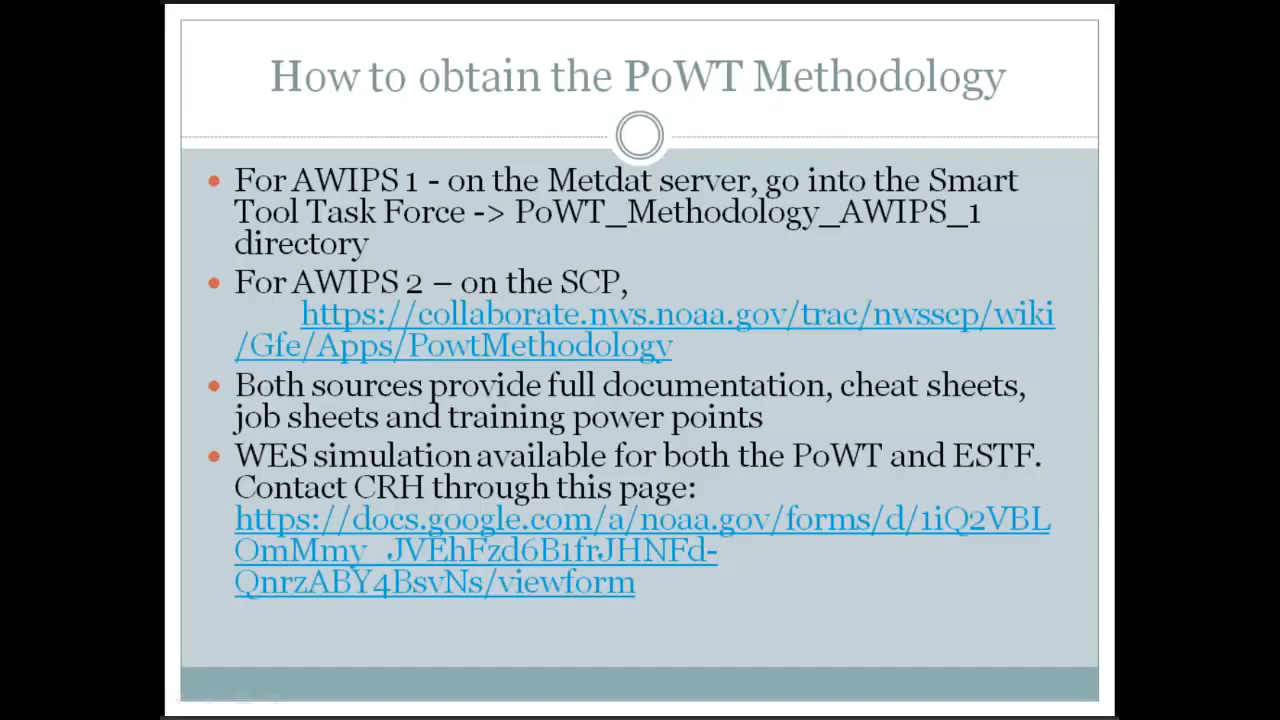 How to obtain the PoWT Methodology
• For AWIPS 1 - on the Metdat server, go into the Smart
Tool Task Force -> PoWT_Methodology_AWIPS_1
directory
• For AWIPS 2 – on the SCP,
https://collaborate.nws.noaa.gov/trac/nwsscp/wiki
/Gfe/Apps/PowtMethodology
• Both sources provide full documentation, cheat sheets,
job sheets and training power points
• WES simulation available for both the PoWT and ESTF.
Contact CRH through this page:
https://docs.google.com/a/noaa.gov/forms/d/1iQ2VBL
OmMmy_JVEhFzd6B1frJHNFd-
QnrzABY4BsvNs/viewform